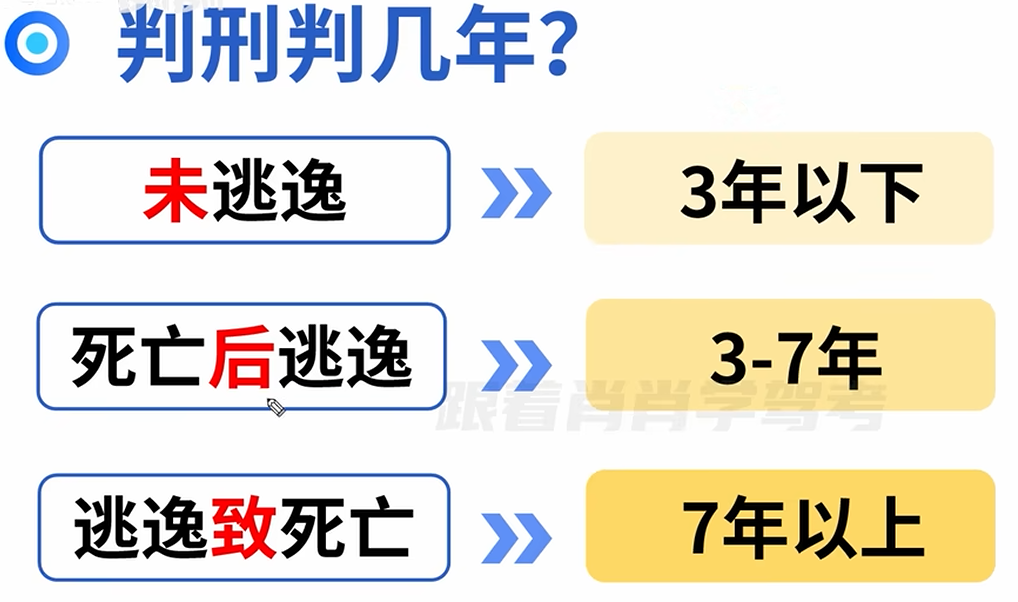 判刑判几年？
未逃逸
3年以下
死亡后逃逸
3-7年
跟着肖肖学驾考
逃逸致死亡
7年以上